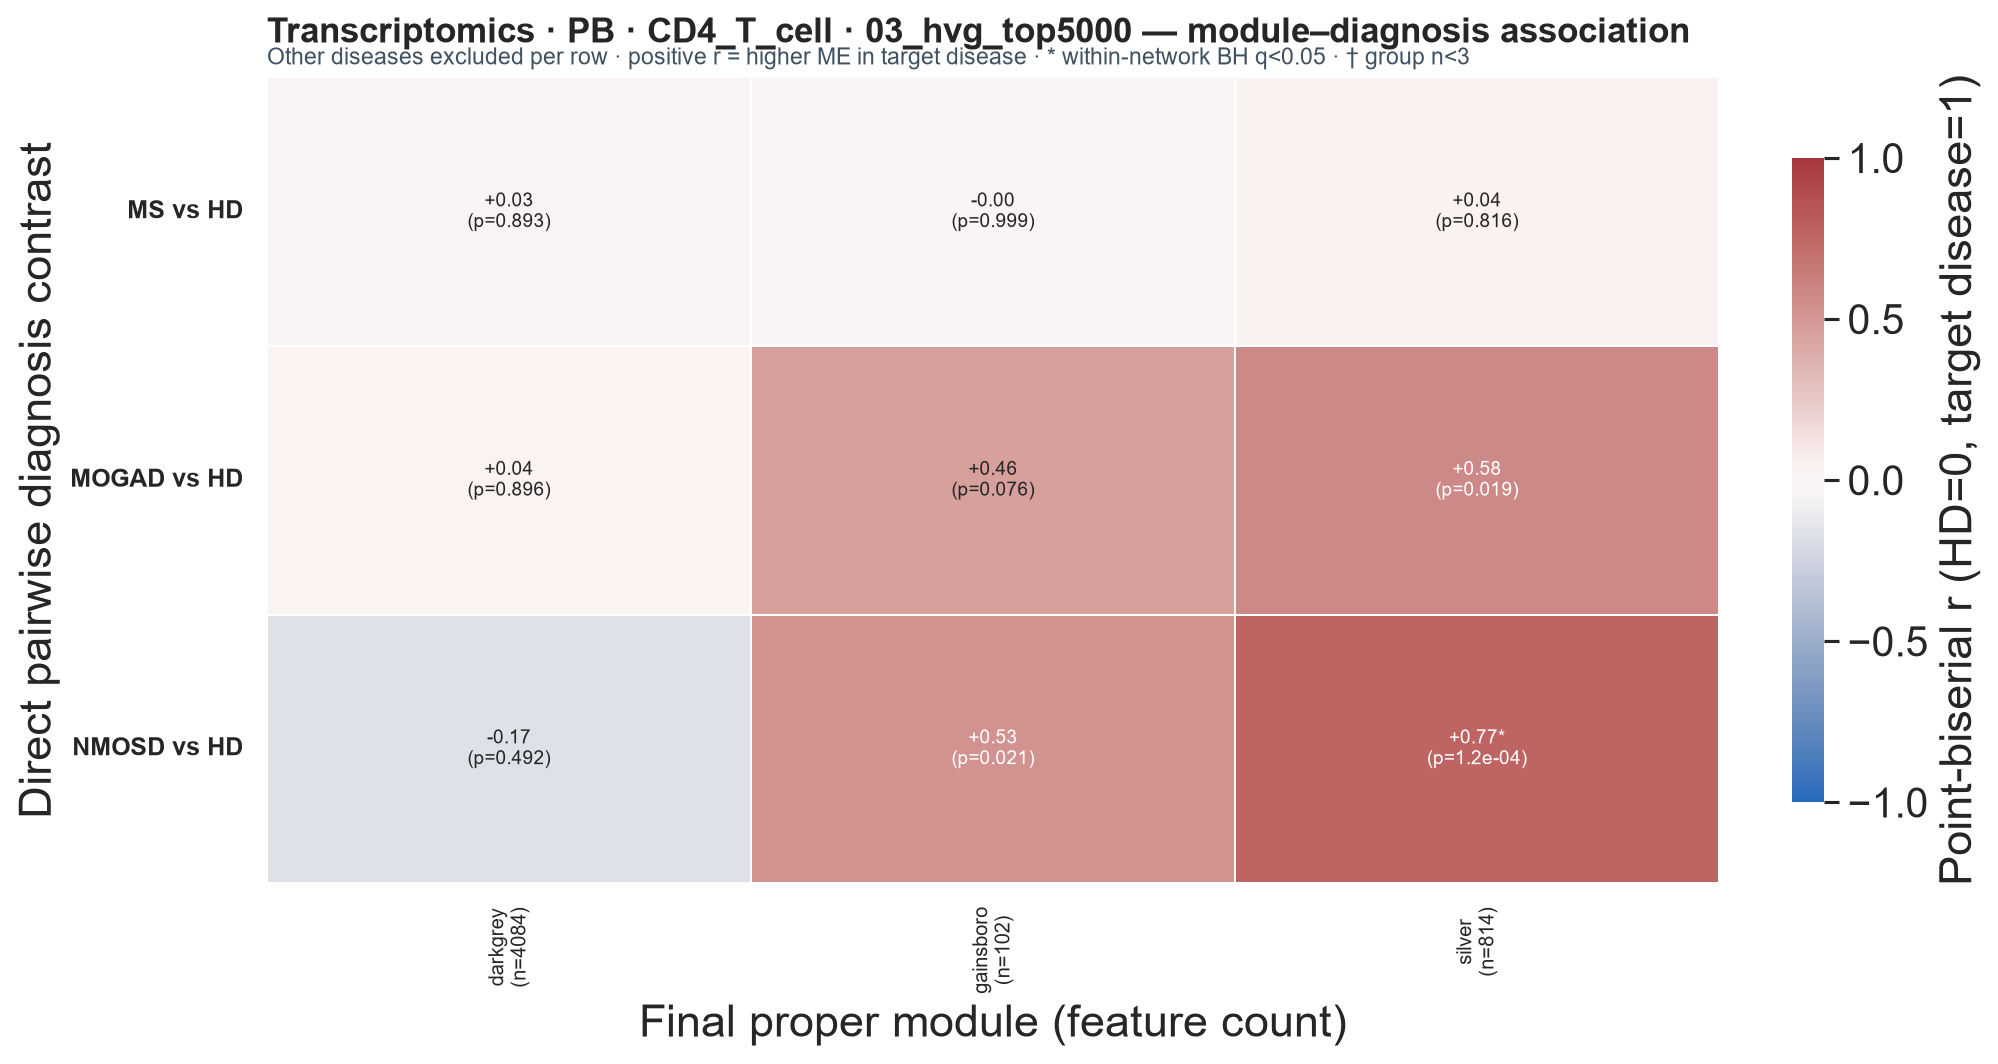 Transcriptomics · PB · CD4_T_cell · 03_hvg_top5000 — module–diagnosis association
Other diseases excluded per row · positive r = higher ME in target disease · * within-network BH q<0.05 · † group n<3
Direct pairwise diagnosis contrast
MS vs HD
+0.03
(p=0.893)
-0.00
(p=0.999)
+0.04
(p=0.816)
MOGAD vs HD
+0.04
(p=0.896)
+0.46
(p=0.076)
+0.58
(p=0.019)
NMOSD vs HD
-0.17
(p=0.492)
+0.53
(p=0.021)
+0.77*
(p=1.2e-04)
darkgrey
(n=4084)
gainsboro
(n=102)
silver
(n=814)
Final proper module (feature count)
1.0
0.5
0.0
−0.5
−1.0
Point-biserial r (HD=0, target disease=1)